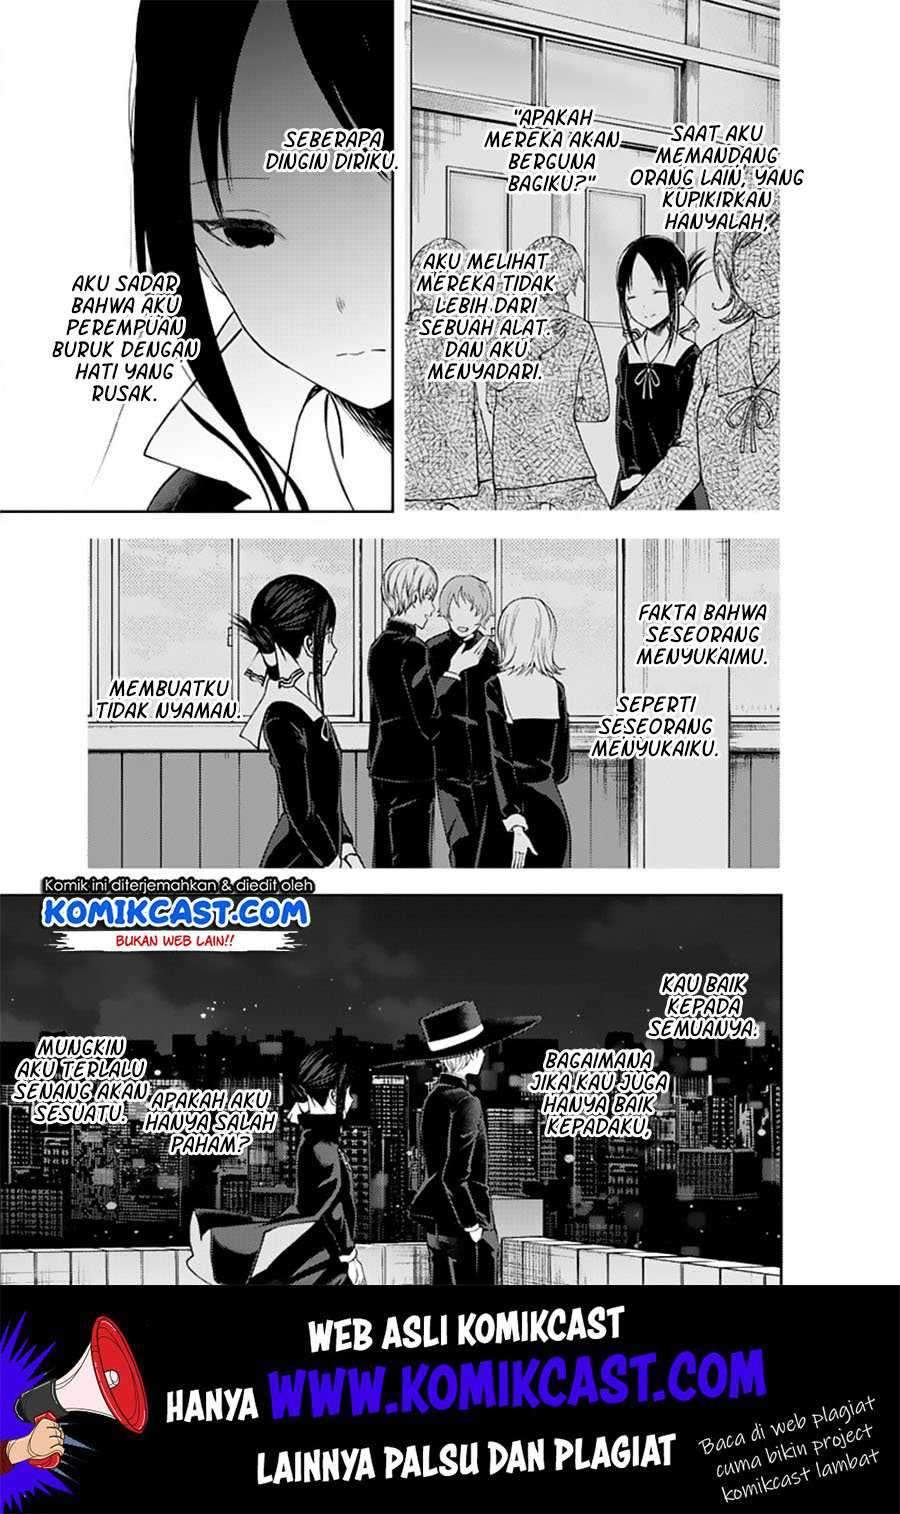 SAAT AKU
MEMANDANG
ORANG LAIN, YANG
KUPIKIRKAN
HANYALAH,
"APAKAH
MEREKA AKAN
BERGUNA
BAGIKU?"
AKU MELIHAT
MEREKA TIDAK
LEBIH DARI
SEBUAH ALAT.
DAN AKU
MENYADARI.
SEBERAPA
DINGIN DIRIKU.
AKU SADAR
BAHWA AKU
PEREMPUAN
BURUK DENGAN
HATI YANG
RUSAK.
FAKTA BAHWA
SESEORANG
MENYUKAIMU.
SEPERTI
SESEORANG
MENYUKAIKU.
MEMBUATKU
TIDAK NYAMAN.
Komik ini diterjemahkan & diedit oleh
KOMIKCAST.COM
BUKAN WEB LAIN!!
KAU BAIK
KEPADA
SEMUANYA.
BAGAIMANA
JIKA KAU JUGA
HANYA BAIK
KEPADAKU,
APAKAH AKU
HANYA SALAH
PAHAM?
MUNGKIN
AKU TERLALU
SENANG AKAN
SESUATU.
WEB ASLI KOMIKCAST
HANYA WWW.KOMIKCAST.COM
LAINNYA PALSU DAN PLAGIAT
Baca di web plagiat
cuma bikin project
komikcast lambat